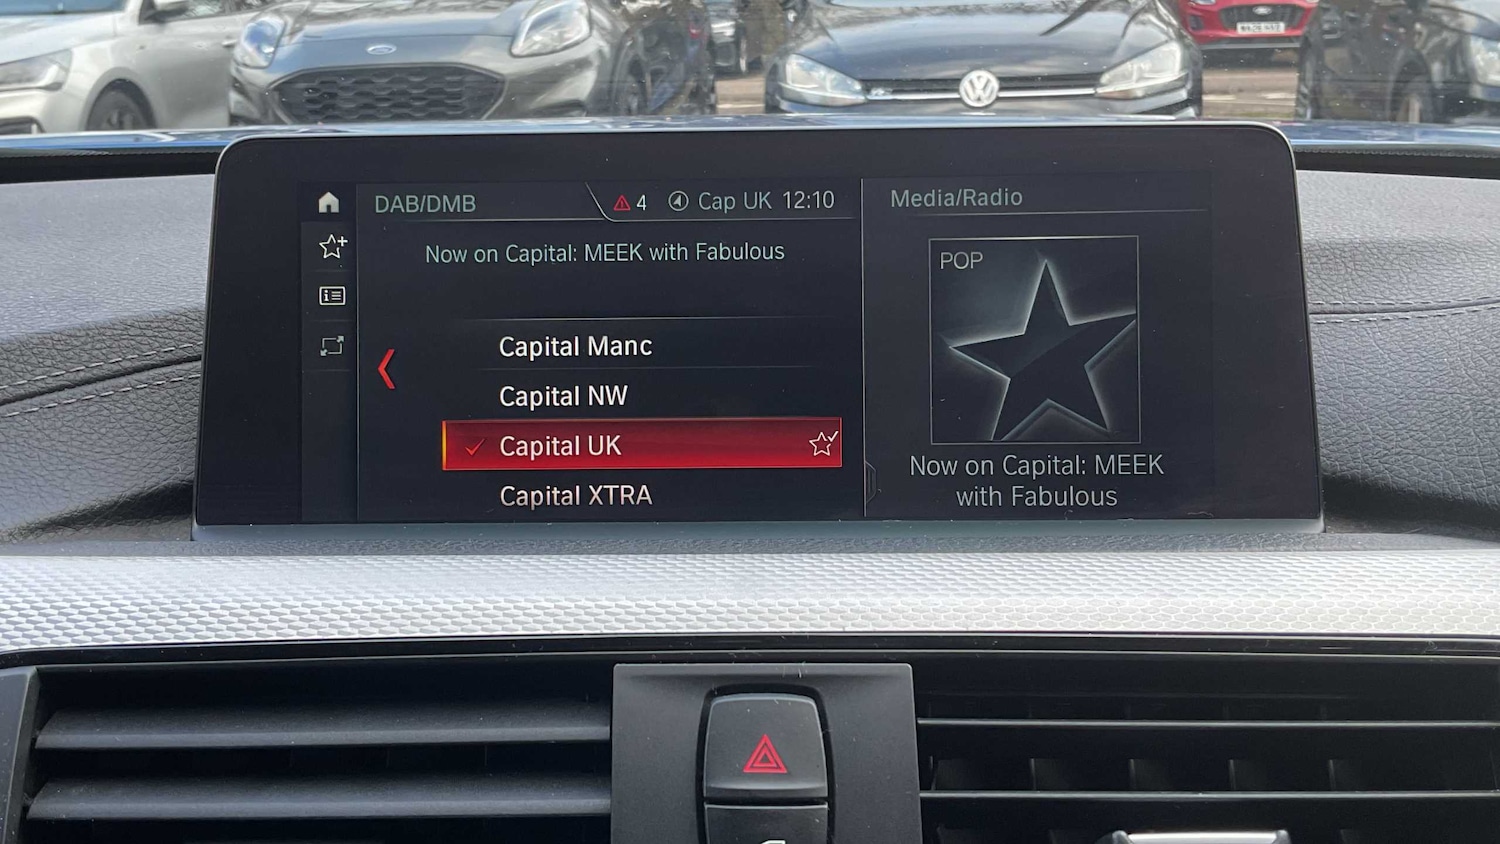 DAB/DMB
4
Cap UK 12:10
Media/Radio
Now on Capital: MEEK with Fabulous
POP
Capital Manc
Capital NW
Capital UK
Capital XTRA
Now on Capital: MEEK
with Fabulous